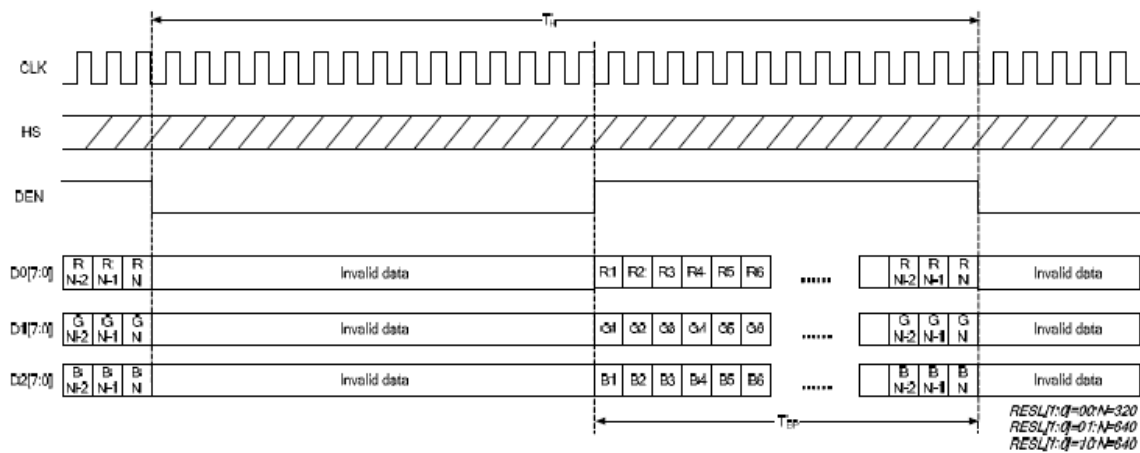 TH
CLK
HS
DEN
D0[7:0] R N-2 R N-1 R N Invalid data R1 R2 R3 R4 R5 R6 ...... R N-2 R N-1 R N Invalid data
D1[7:0] G N-2 G N-1 G N Invalid data G1 G2 G3 G4 G5 G6 ...... G N-2 G N-1 G N Invalid data
D2[7:0] B N-2 B N-1 B N Invalid data B1 B2 B3 B4 B5 B6 ...... B N-2 B N-1 B N Invalid data
TEP
RESL[1:0]=00:N=320
RESL[1:0]=01:N=640
RESL[1:0]=10:N=640